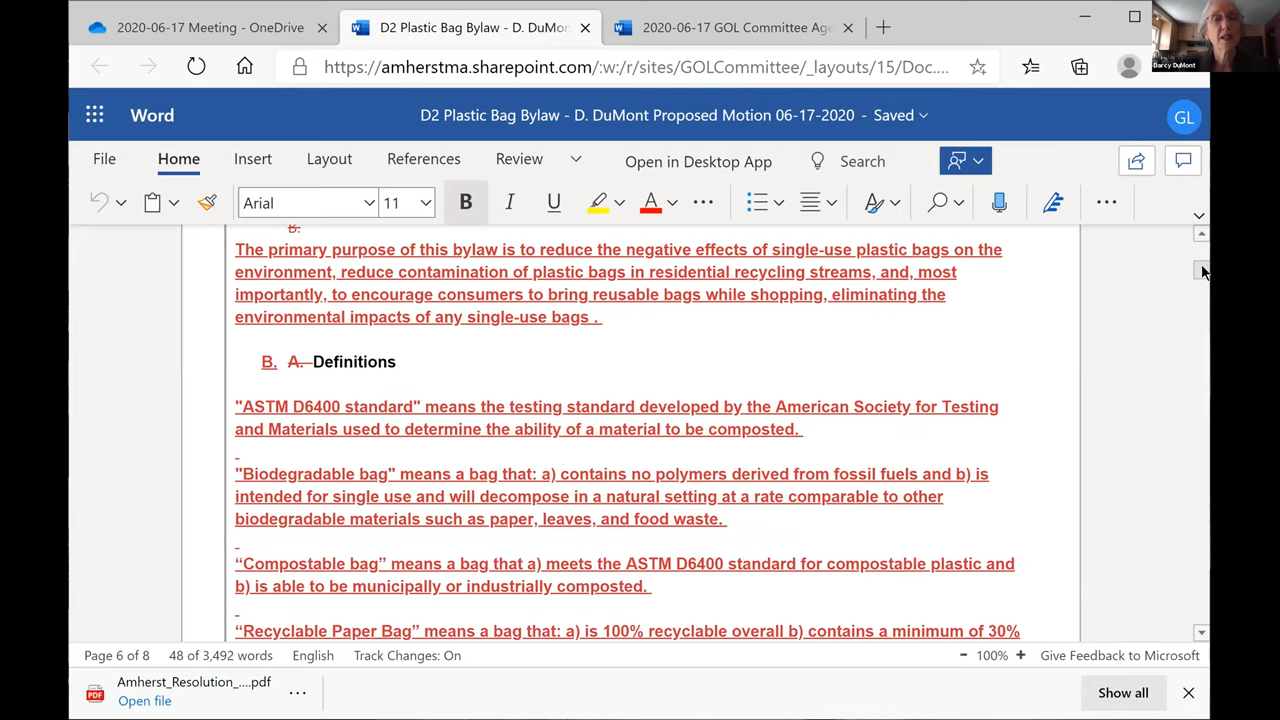 2020-06-17 Meeting - OneDrive
D2 Plastic Bag Bylaw - D. DuMon
2020-06-17 GOL Committee Age
Darcy DuMont
https://amherstma.sharepoint.com/:w:/r/sites/GOLCommittee/_layouts/15/Doc....
Word
D2 Plastic Bag Bylaw - D. DuMont Proposed Motion 06-17-2020 - Saved
GL
File Home Insert Layout References Review Open in Desktop App Search
Arial 11 B I U A
B.
The primary purpose of this bylaw is to reduce the negative effects of single-use plastic bags on the
environment, reduce contamination of plastic bags in residential recycling streams, and, most
importantly, to encourage consumers to bring reusable bags while shopping, eliminating the
environmental impacts of any single-use bags .
B. A. Definitions
"ASTM D6400 standard" means the testing standard developed by the American Society for Testing
and Materials used to determine the ability of a material to be composted.
"Biodegradable bag" means a bag that: a) contains no polymers derived from fossil fuels and b) is
intended for single use and will decompose in a natural setting at a rate comparable to other
biodegradable materials such as paper, leaves, and food waste.
“Compostable bag” means a bag that a) meets the ASTM D6400 standard for compostable plastic and
b) is able to be municipally or industrially composted.
“Recyclable Paper Bag” means a bag that: a) is 100% recyclable overall b) contains a minimum of 30%
Page 6 of 8 48 of 3,492 words English Track Changes: On - 100% + Give Feedback to Microsoft
Amherst_Resolution_....pdf
Open file
Show all